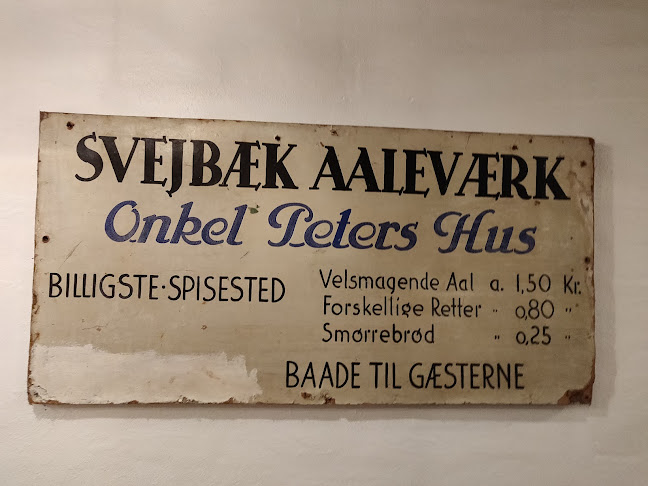 SVEJBÆK AALEVÆRK
Onkel Peters Hus
BILLIGSTE·SPISESTED
Velsmagende Aal a. 1,50 Kr.
Forskellige Retter " 0,80 "
Smørrebrød " 0,25 "
BAADE TIL GÆSTERNE